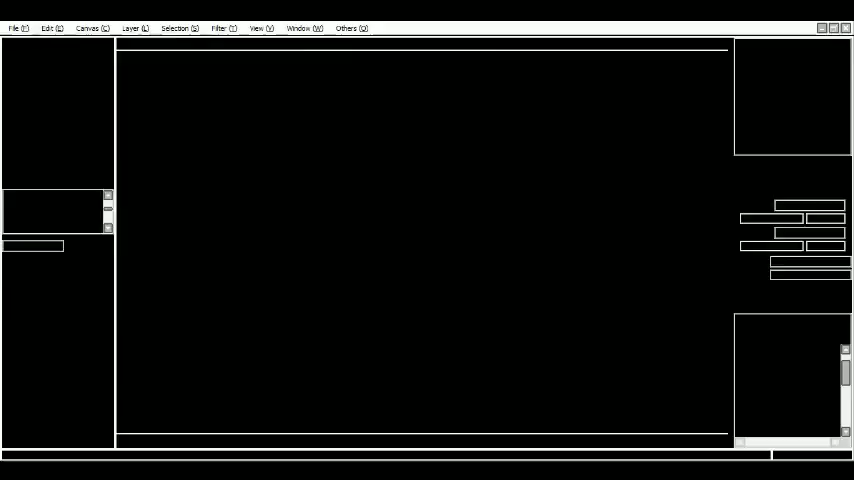 File (F) Edit (E) Canvas (C) Layer (L) Selection (S) Filter (T) View (V) Window (W) Others (O)